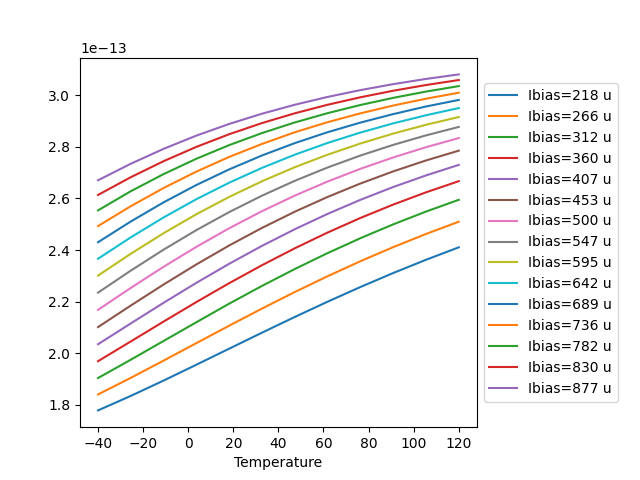 1e−13
3.0
2.8
2.6
2.4
2.2
2.0
1.8
−40 −20 0 20 40 60 80 100 120
Temperature
Ibias=218 u
Ibias=266 u
Ibias=312 u
Ibias=360 u
Ibias=407 u
Ibias=453 u
Ibias=500 u
Ibias=547 u
Ibias=595 u
Ibias=642 u
Ibias=689 u
Ibias=736 u
Ibias=782 u
Ibias=830 u
Ibias=877 u